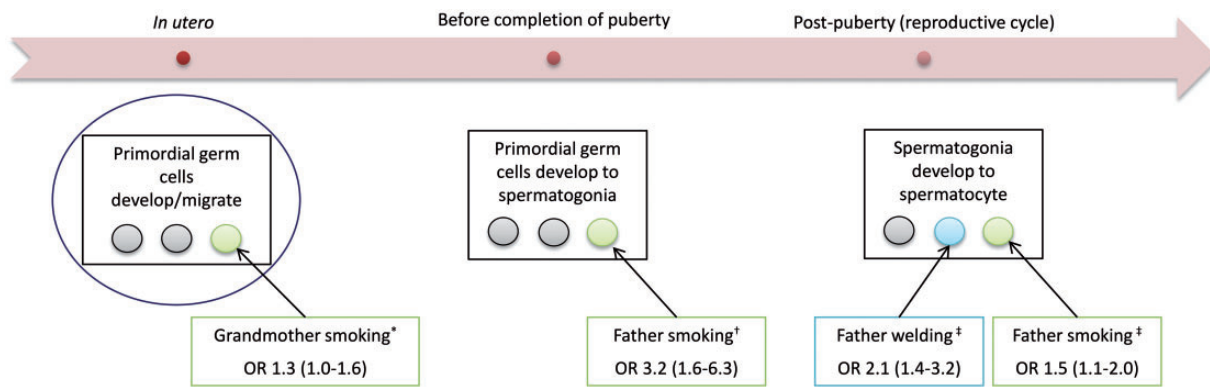 In utero
Before completion of puberty
Post-puberty (reproductive cycle)
Primordial germ
cells
develop/migrate
Primordial germ
cells develop to
spermatogonia
Spermatogonia
develop to
spermatocyte
Grandmother smoking*
OR 1.3 (1.0-1.6)
Father smoking†
OR 3.2 (1.6-6.3)
Father welding‡
OR 2.1 (1.4-3.2)
Father smoking‡
OR 1.5 (1.1-2.0)